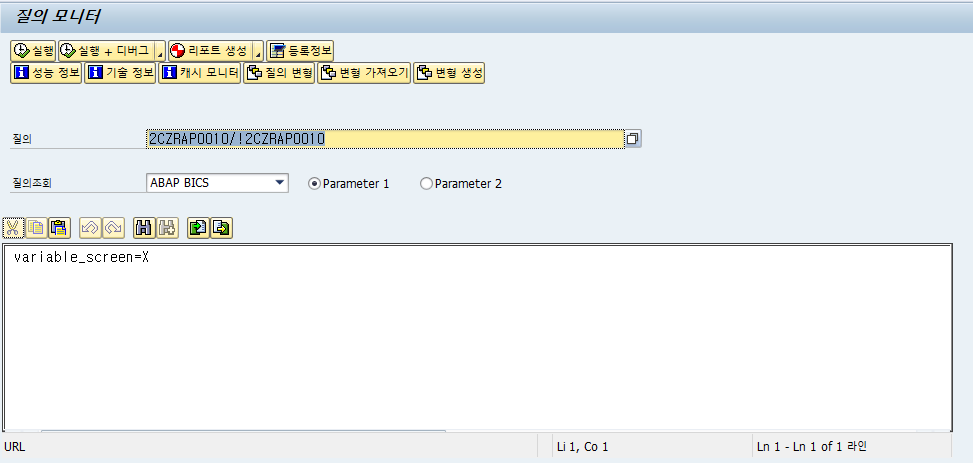 질의 모니터
실행 실행 + 디버그 리포트 생성 등록정보
성능 정보 기술 정보 캐시 모니터 질의 변형 변형 가져오기 변형 생성
질의 2CZRAP0010/!2CZRAP0010
질의조회 ABAP BICS Parameter 1 Parameter 2
variable_screen=X
URL Li 1, Co 1 Ln 1 - Ln 1 of 1 라인